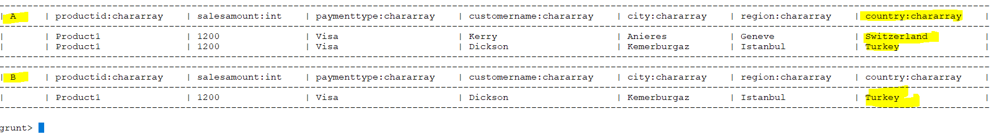 | A | productid:chararray | salesamount:int | paymenttype:chararray | customername:chararray | city:chararray | region:chararray | country:chararray |
| | Product1 | 1200 | Visa | Kerry | Anieres | Geneve | Switzerland |
| | Product1 | 1200 | Visa | Dickson | Kemerburgaz | Istanbul | Turkey |
| B | productid:chararray | salesamount:int | paymenttype:chararray | customername:chararray | city:chararray | region:chararray | country:chararray |
| | Product1 | 1200 | Visa | Dickson | Kemerburgaz | Istanbul | Turkey |
grunt>